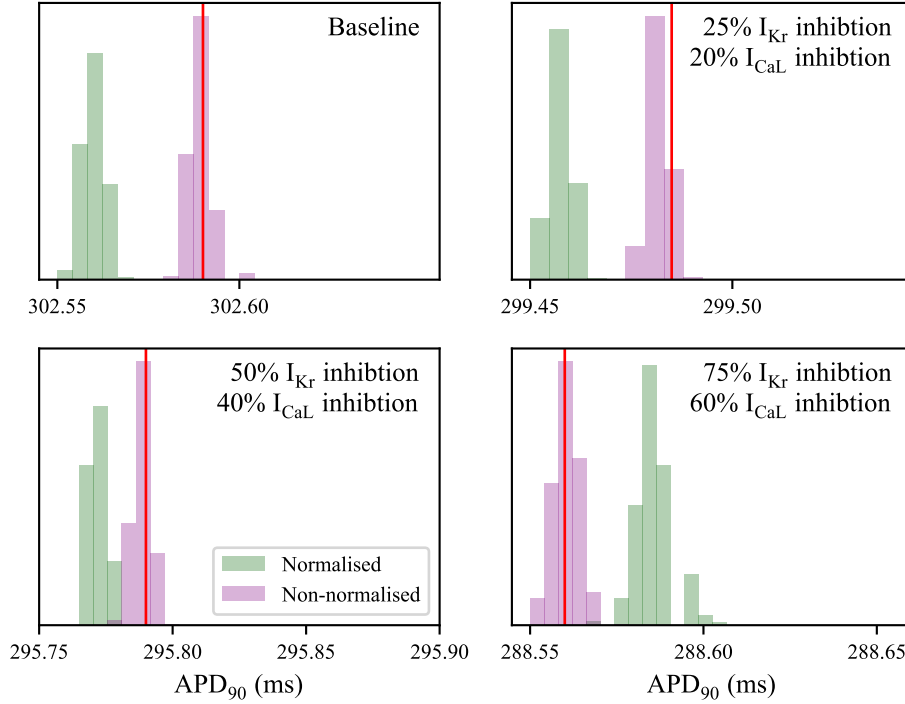 Baseline
302.55 302.60
25% I_Kr inhibtion
20% I_CaL inhibtion
299.45 299.50
50% I_Kr inhibtion
40% I_CaL inhibtion
Normalised
Non-normalised
295.75 295.80 295.85 295.90
APD_90 (ms)
75% I_Kr inhibtion
60% I_CaL inhibtion
288.55 288.60 288.65
APD_90 (ms)